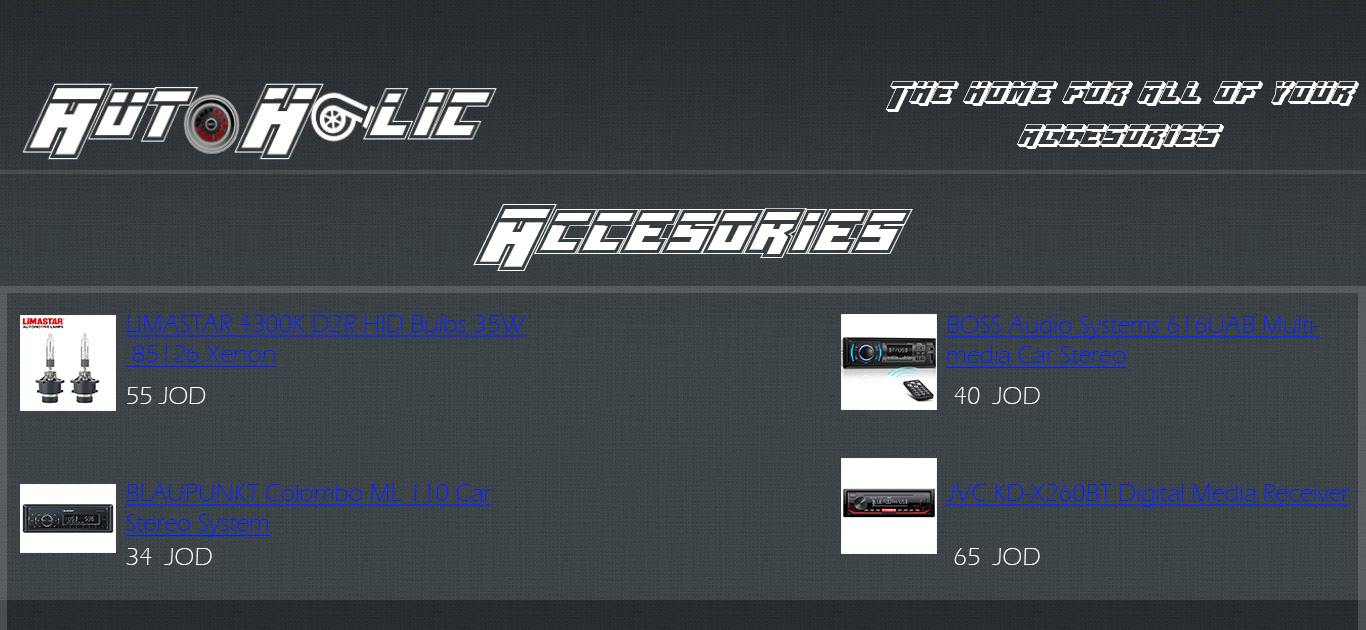 AUTO HOLIC
THE HOME FOR ALL OF YOUR
ACCESORIES
ACCESORIES
LIMASTAR
AUTOMOTIVE LAMPS
LIMASTAR 4300K D2R HID Bulbs 35W
85126 Xenon
55 JOD
BOSS Audio Systems 616UAB Multi-
media Car Stereo
40 JOD
BLAUPUNKT Colombo ML 110 Car
Stereo System
34 JOD
JVC KD-X260BT Digital Media Receiver
65 JOD